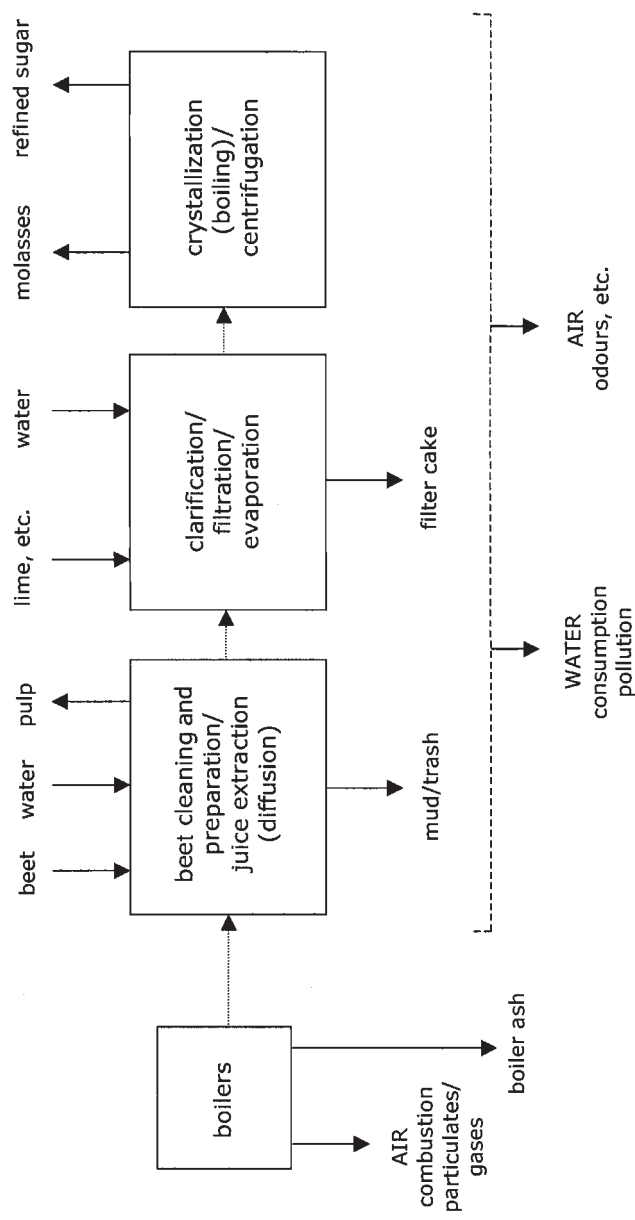 beet
water
pulp
lime, etc.
water
molasses
refined sugar
boilers
beet cleaning and
preparation/
juice extraction
(diffusion)
clarification/
filtration/
evaporation
crystallization
(boiling)/
centrifugation
AIR
combustion
particulates/
gases
boiler ash
mud/trash
filter cake
WATER
consumption
pollution
AIR
odours, etc.